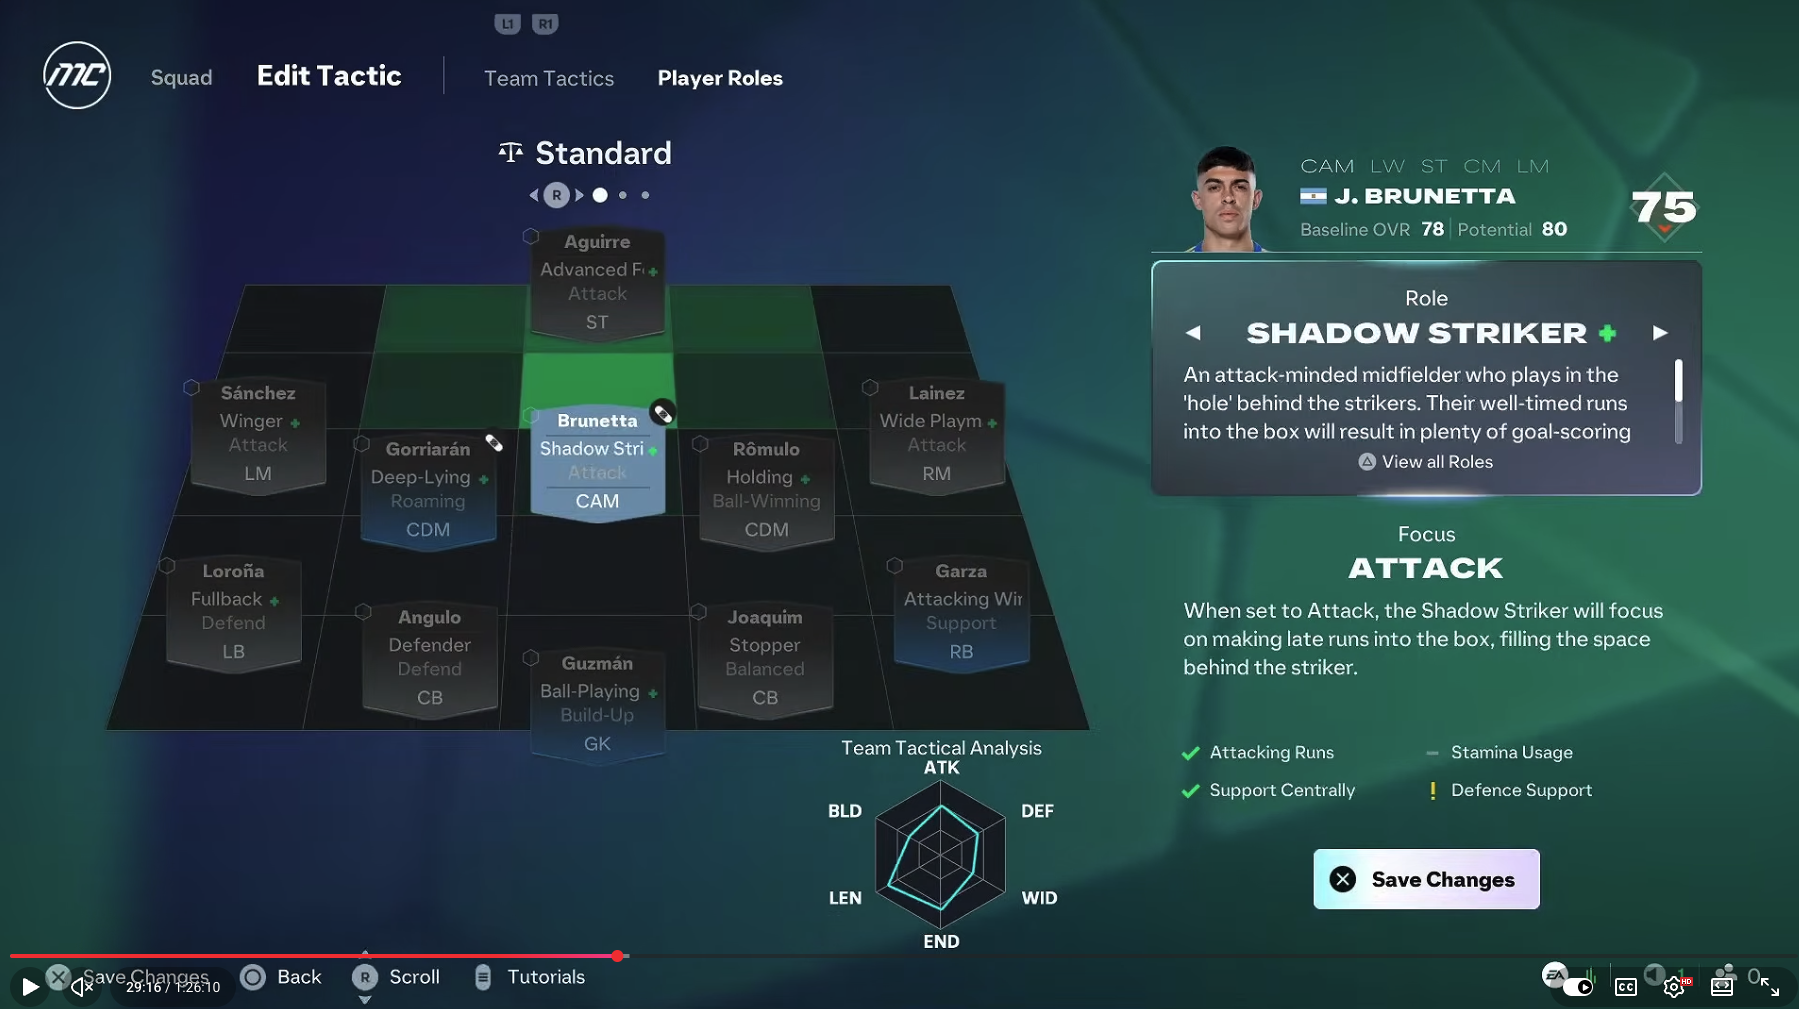 L1 R1
MC
Squad
Edit Tactic
Team Tactics
Player Roles
Standard
R
CAM LW ST CM LM
J. BRUNETTA
Baseline OVR 78 Potential 80
75
Role
SHADOW STRIKER
An attack-minded midfielder who plays in the
'hole' behind the strikers. Their well-timed runs
into the box will result in plenty of goal-scoring
View all Roles
Focus
ATTACK
When set to Attack, the Shadow Striker will focus
on making late runs into the box, filling the space
behind the striker.
Attacking Runs
Stamina Usage
Support Centrally
Defence Support
Save Changes
Aguirre
Advanced F
Attack
ST
Sánchez
Winger
Attack
LM
Gorriarán
Deep-Lying
Roaming
CDM
Brunetta
Shadow Stri
Attack
CAM
Rômulo
Holding
Ball-Winning
CDM
Lainez
Wide Playm
Attack
RM
Loroña
Fullback
Defend
LB
Angulo
Defender
Defend
CB
Guzmán
Ball-Playing
Build-Up
GK
Joaquim
Stopper
Balanced
CB
Garza
Attacking Wir
Support
RB
Team Tactical Analysis
ATK
BLD
DEF
LEN
WID
END
Save Changes
Back
R
Scroll
Tutorials
29:16 / 1:26:10
EA
1
0
CC
HD